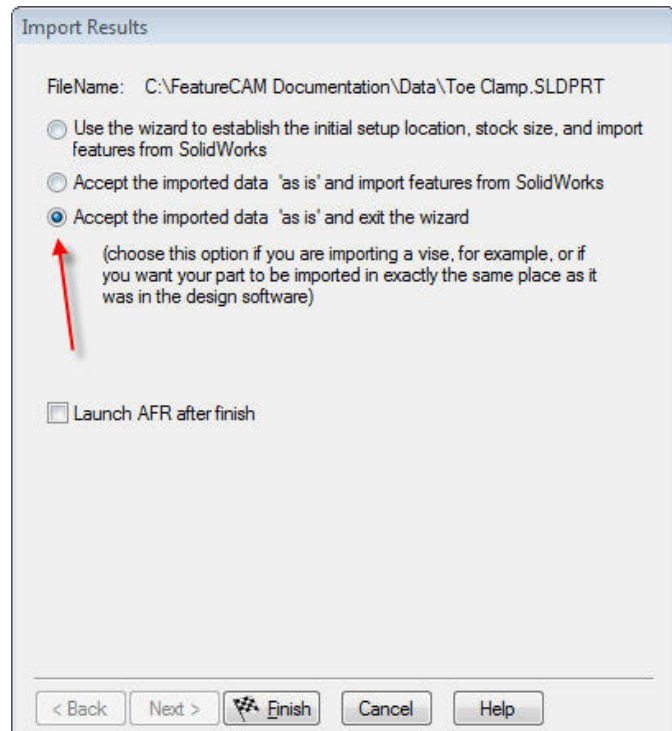 Import Results
FileName: C:\FeatureCAM Documentation\Data\Toe Clamp.SLDPRT
Use the wizard to establish the initial setup location, stock size, and import
features from SolidWorks
Accept the imported data 'as is' and import features from SolidWorks
Accept the imported data 'as is' and exit the wizard
(choose this option if you are importing a vise, for example, or if
you want your part to be imported in exactly the same place as it
was in the design software)
Launch AFR after finish
< Back Next > Finish Cancel Help